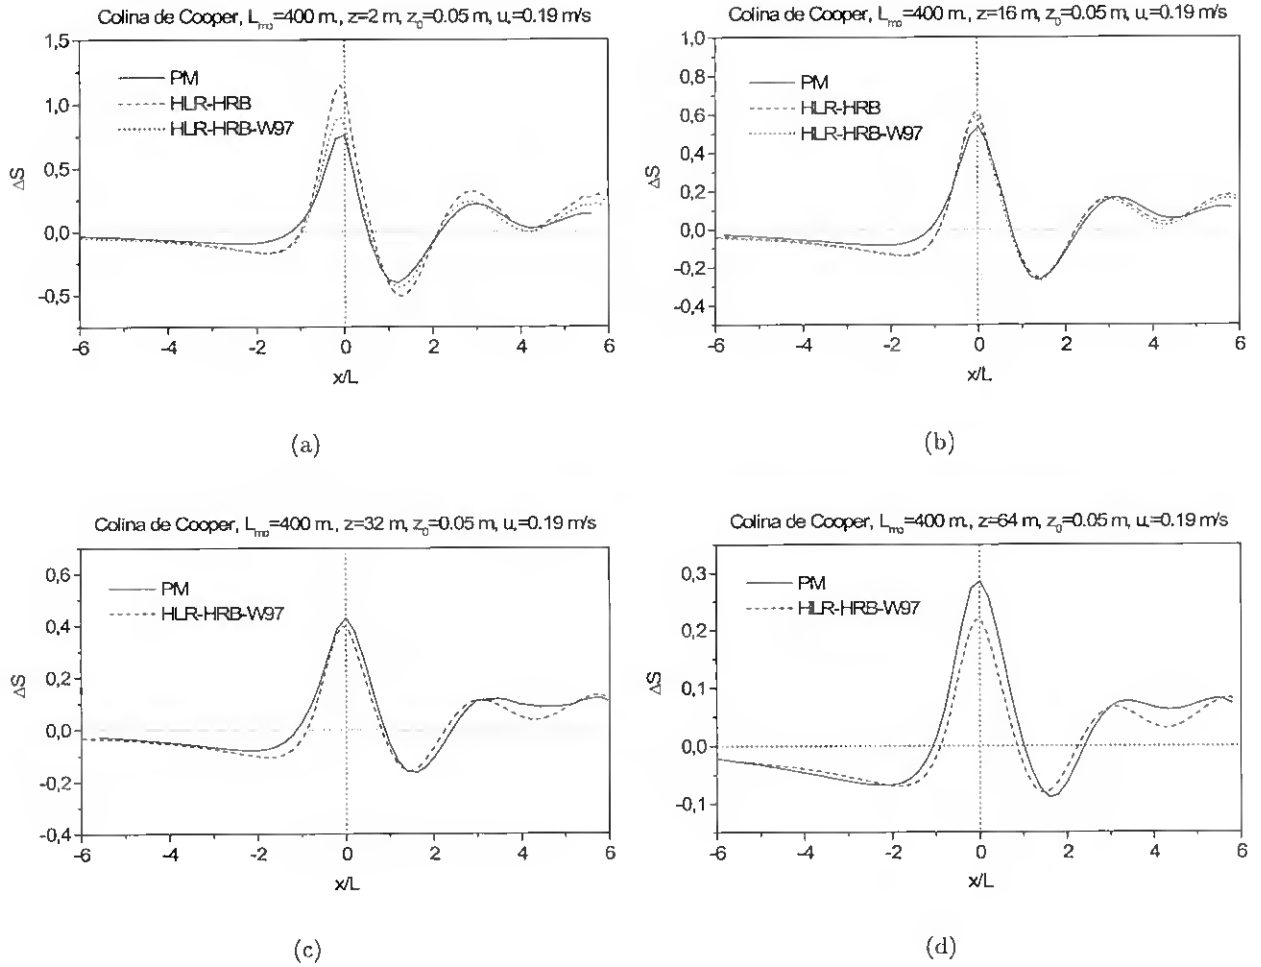 Colina de Cooper, L_mo=400 m., z=2 m, z_0=0.05 m, u_*=0.19 m/s
1,5
1,0
0,5
0,0
-0,5
ΔS
PM
HLR-HRB
HLR-HRB-W97
-6
-4
-2
0
2
4
6
x/L
(a)
Colina de Cooper, L_mo=400 m., z=16 m, z_0=0.05 m, u_*=0.19 m/s
1,0
0,8
0,6
0,4
0,2
0,0
-0,2
-0,4
ΔS
PM
HLR-HRB
HLR-HRB-W97
-6
-4
-2
0
2
4
6
x/L
(b)
Colina de Cooper, L_mo=400 m., z=32 m, z_0=0.05 m, u_*=0.19 m/s
0,6
0,4
0,2
0,0
-0,2
-0,4
ΔS
PM
HLR-HRB-W97
-6
-4
-2
0
2
4
6
x/L
(c)
Colina de Cooper, L_mo=400 m., z=64 m, z_0=0.05 m, u_*=0.19 m/s
0,3
0,2
0,1
0,0
-0,1
ΔS
PM
HLR-HRB-W97
-6
-4
-2
0
2
4
6
x/L
(d)